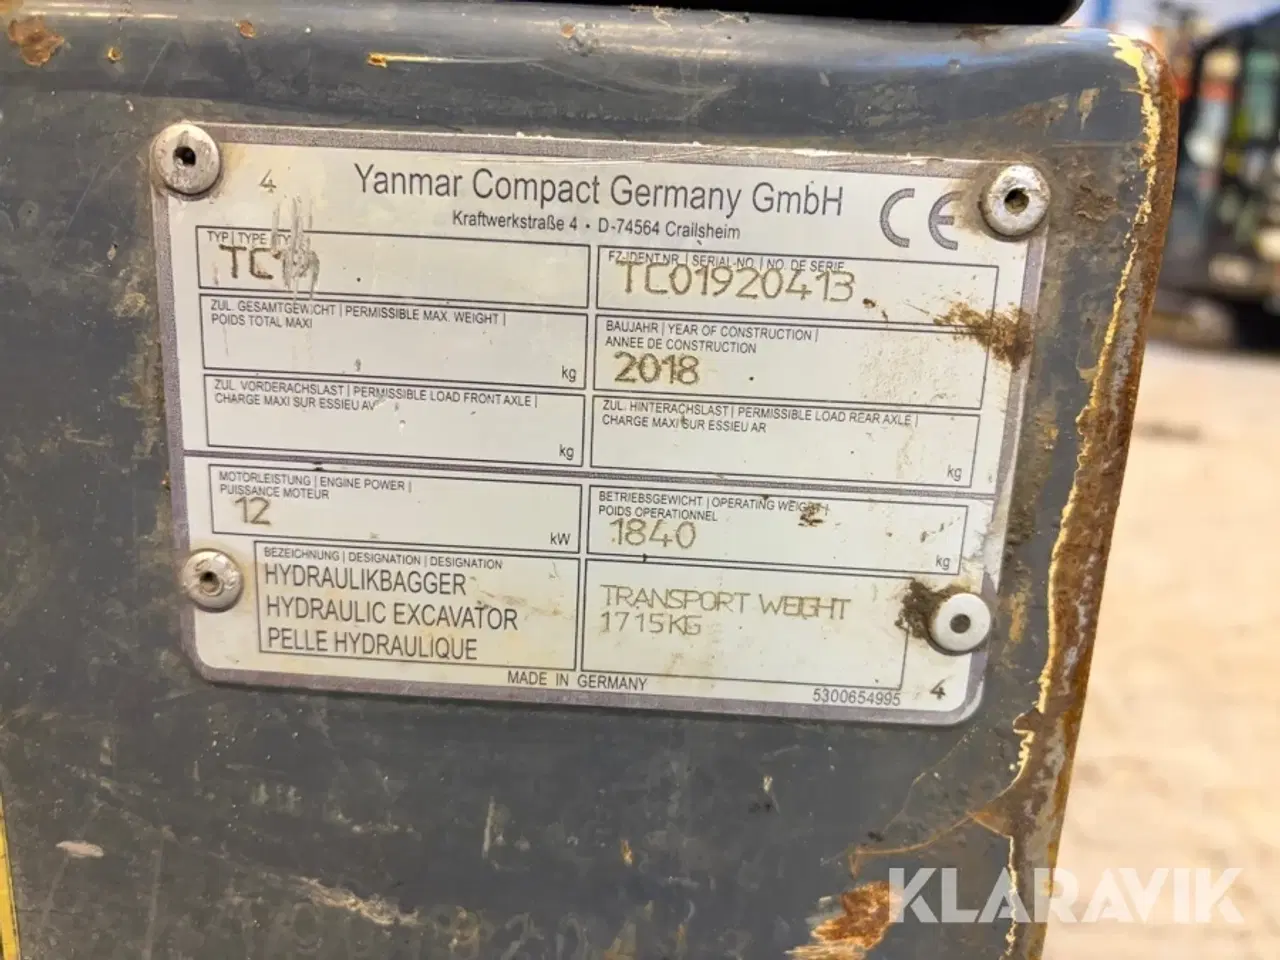 4
Yanmar Compact Germany GmbH
CE
Kraftwerkstraße 4 • D-74564 Crailsheim
TYP | TYPE | TYPE
TC19
FZ-IDENT.NR. | SERIAL-NO. | NO. DE SERIE
TC01920413
ZUL. GESAMTGEWICHT | PERMISSIBLE MAX. WEIGHT |
POIDS TOTAL MAXI
kg
BAUJAHR | YEAR OF CONSTRUCTION |
ANNEE DE CONSTRUCTION
2018
ZUL. VORDERACHSLAST | PERMISSIBLE LOAD FRONT AXLE |
CHARGE MAXI SUR ESSIEU AV
kg
ZUL. HINTERACHSLAST | PERMISSIBLE LOAD REAR AXLE |
CHARGE MAXI SUR ESSIEU AR
kg
MOTORLEISTUNG | ENGINE POWER |
PUISSANCE MOTEUR
12
kW
BETRIEBSGEWICHT | OPERATING WEIGHT |
POIDS OPERATIONNEL
1840
kg
BEZEICHNUNG | DESIGNATION | DESIGNATION
HYDRAULIKBAGGER
HYDRAULIC EXCAVATOR
PELLE HYDRAULIQUE
TRANSPORT WEIGHT
1715KG
MADE IN GERMANY
5300654995
4
KLARAVIK